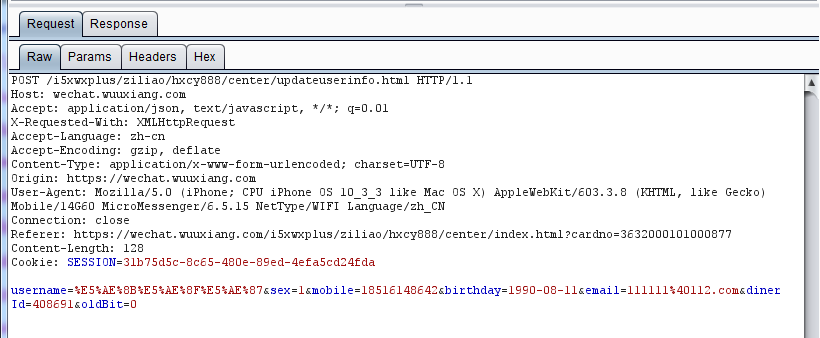 Request Response
Raw Params Headers Hex
POST /i5xwxplus/ziliao/hxcy888/center/updateuserinfo.html HTTP/1.1
Host: wechat.wuuxiang.com
Accept: application/json, text/javascript, */*; q=0.01
X-Requested-With: XMLHttpRequest
Accept-Language: zh-cn
Accept-Encoding: gzip, deflate
Content-Type: application/x-www-form-urlencoded; charset=UTF-8
Origin: https://wechat.wuuxiang.com
User-Agent: Mozilla/5.0 (iPhone; CPU iPhone OS 10_3_3 like Mac OS X) AppleWebKit/603.3.8 (KHTML, like Gecko)
Mobile/14G60 MicroMessenger/6.5.15 NetType/WIFI Language/zh_CN
Connection: close
Referer: https://wechat.wuuxiang.com/i5xwxplus/ziliao/hxcy888/center/index.html?cardno=3632000101000877
Content-Length: 128
Cookie: SESSION=31b75d5c-8c65-480e-89ed-4efa5cd24fda
username=%E5%AE%8B%E5%AE%8F%E5%AE%87&sex=1&mobile=18516148642&birthday=1990-08-11&email=111111%40112.com&diner
Id=408691&oldBit=0